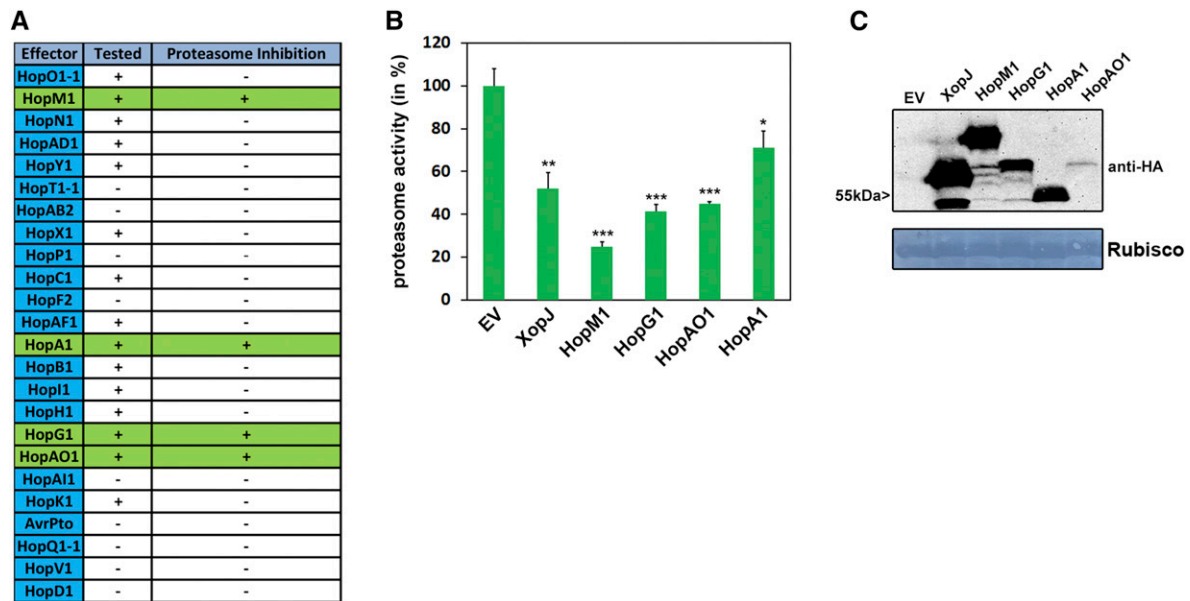 A
Effector Tested Proteasome Inhibition
HopO1-1 + -
HopM1 + +
HopN1 + -
HopAD1 + -
HopY1 + -
HopT1-1 - -
HopAB2 - -
HopX1 + -
HopP1 - -
HopC1 + -
HopF2 - -
HopAF1 + -
HopA1 + +
HopB1 + -
HopI1 + -
HopH1 + -
HopG1 + +
HopAO1 + +
HopAI1 - -
HopK1 + -
AvrPto - -
HopQ1-1 - -
HopV1 - -
HopD1 - -
B
proteasome activity (in %)
120
100
80
60
40
20
0
**
***
***
***
*
EV
XopJ
HopM1
HopG1
HopAO1
HopA1
C
EV
XopJ
HopM1
HopG1
HopA1
HopAO1
anti-HA
55kDa>
Rubisco